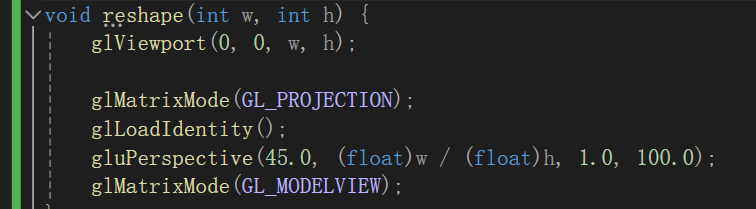 void reshape(int w, int h) {
glViewport(0, 0, w, h);
glMatrixMode(GL_PROJECTION);
glLoadIdentity();
gluPerspective(45.0, (float)w / (float)h, 1.0, 100.0);
glMatrixMode(GL_MODELVIEW);